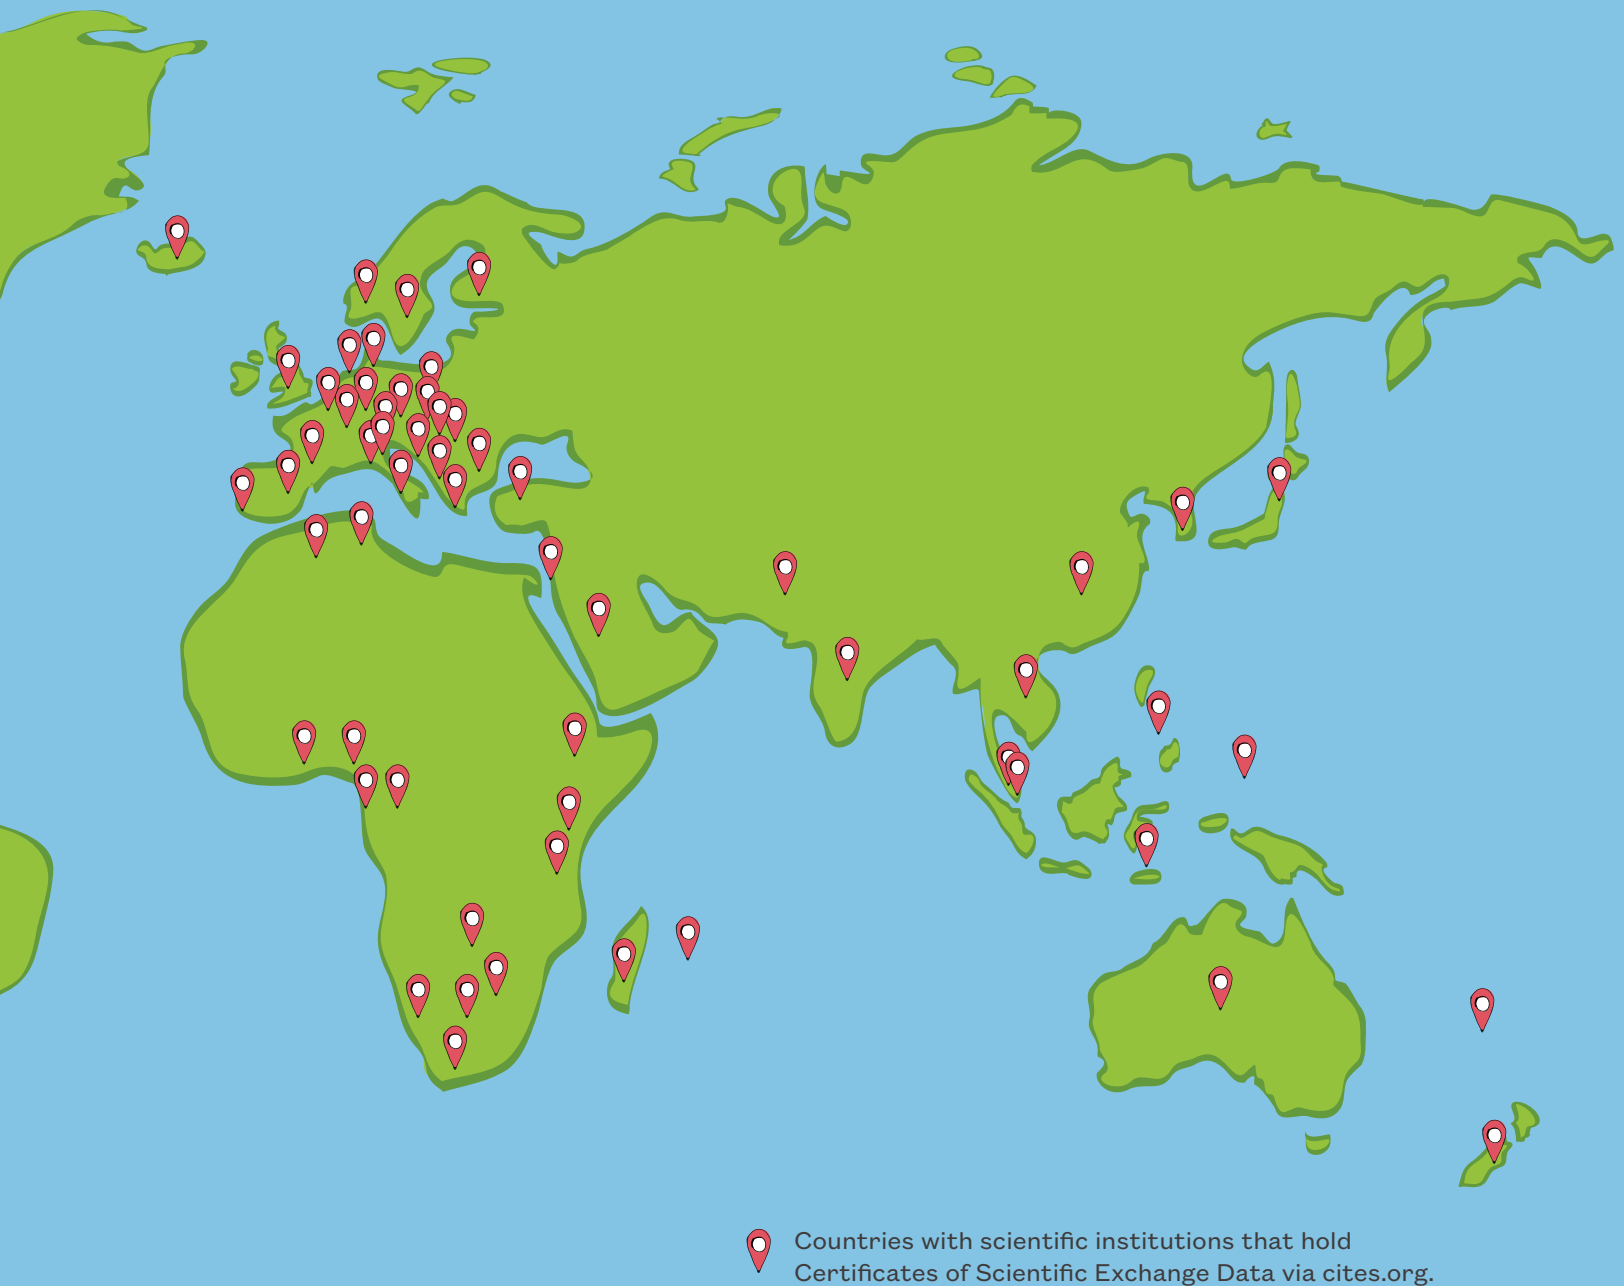 Countries with scientific institutions that hold
Certificates of Scientific Exchange Data via cites.org.